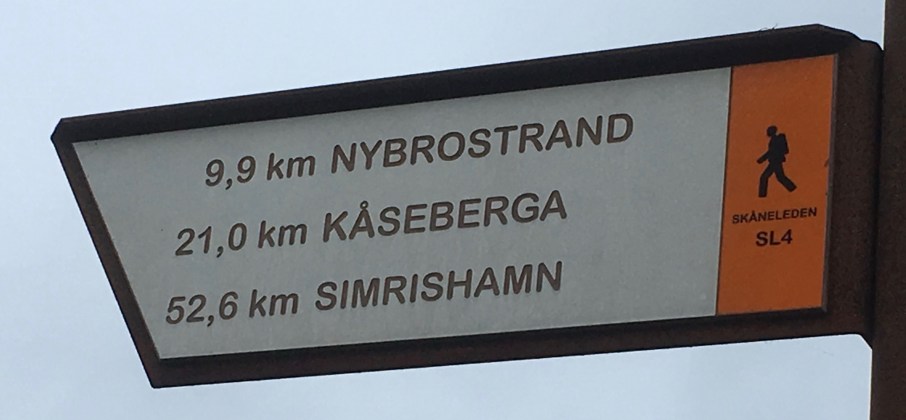 9,9 km NYBROSTRAND
21,0 km KÅSEBERGA
52,6 km SIMRISHAMN
SKÅNELEDEN
SL4